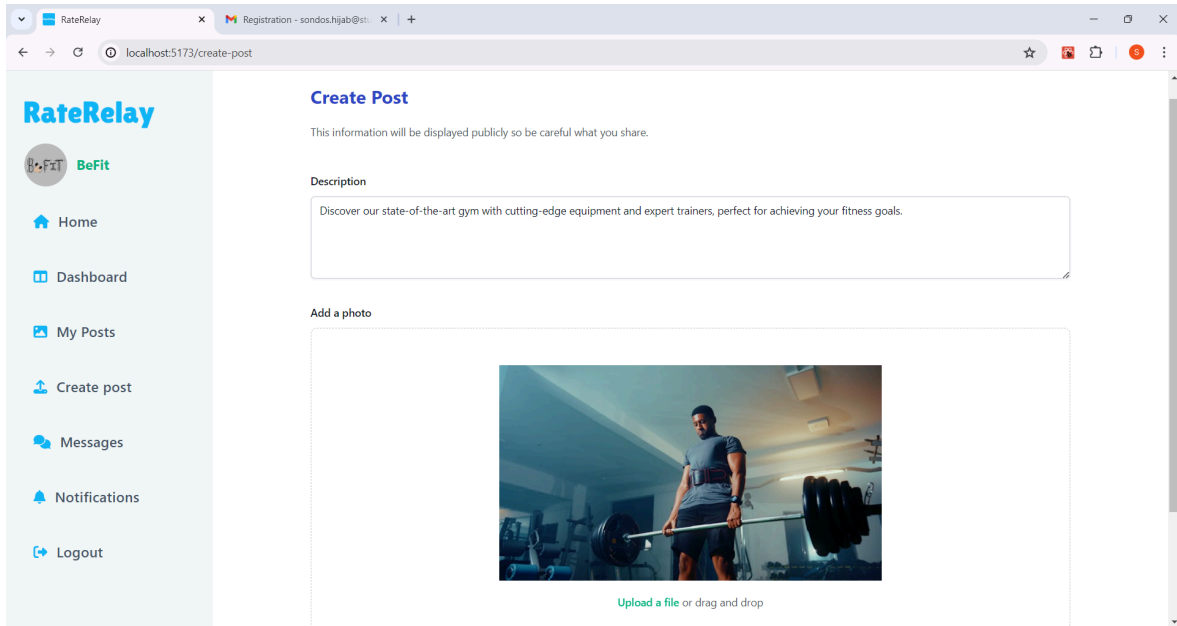 RateRelay
Registration - sondos.hijab@st
localhost:5173/create-post
S
RateRelay
BeFIT
BeFit
Home
Dashboard
My Posts
Create post
Messages
Notifications
Logout
Create Post
This information will be displayed publicly so be careful what you share.
Description
Discover our state-of-the-art gym with cutting-edge equipment and expert trainers, perfect for achieving your fitness goals.
Add a photo
Upload a file or drag and drop